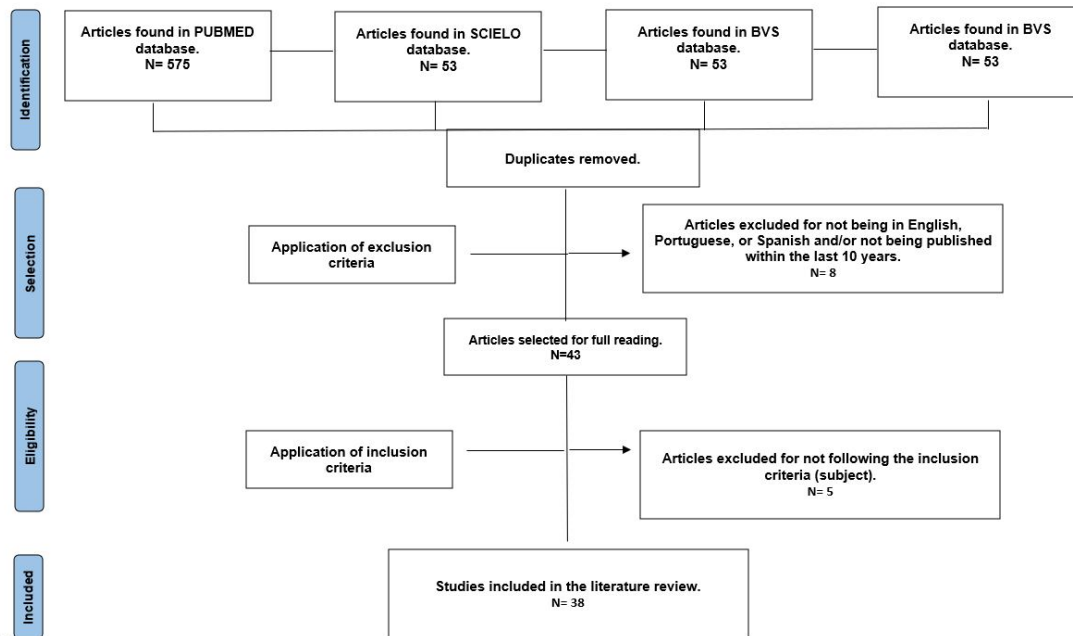 Identification
Articles found in PUBMED
database.
N= 575
Articles found in SCIELO
database.
N= 53
Articles found in BVS
database.
N= 53
Articles found in BVS
database.
N= 53
Duplicates removed.
Selection
Application of exclusion
criteria
Articles excluded for not being in English,
Portuguese, or Spanish and/or not being published
within the last 10 years.
N= 8
Articles selected for full reading.
N=43
Eligibility
Application of inclusion
criteria
Articles excluded for not following the inclusion
criteria (subject).
N= 5
Included
Studies included in the literature review.
N= 38